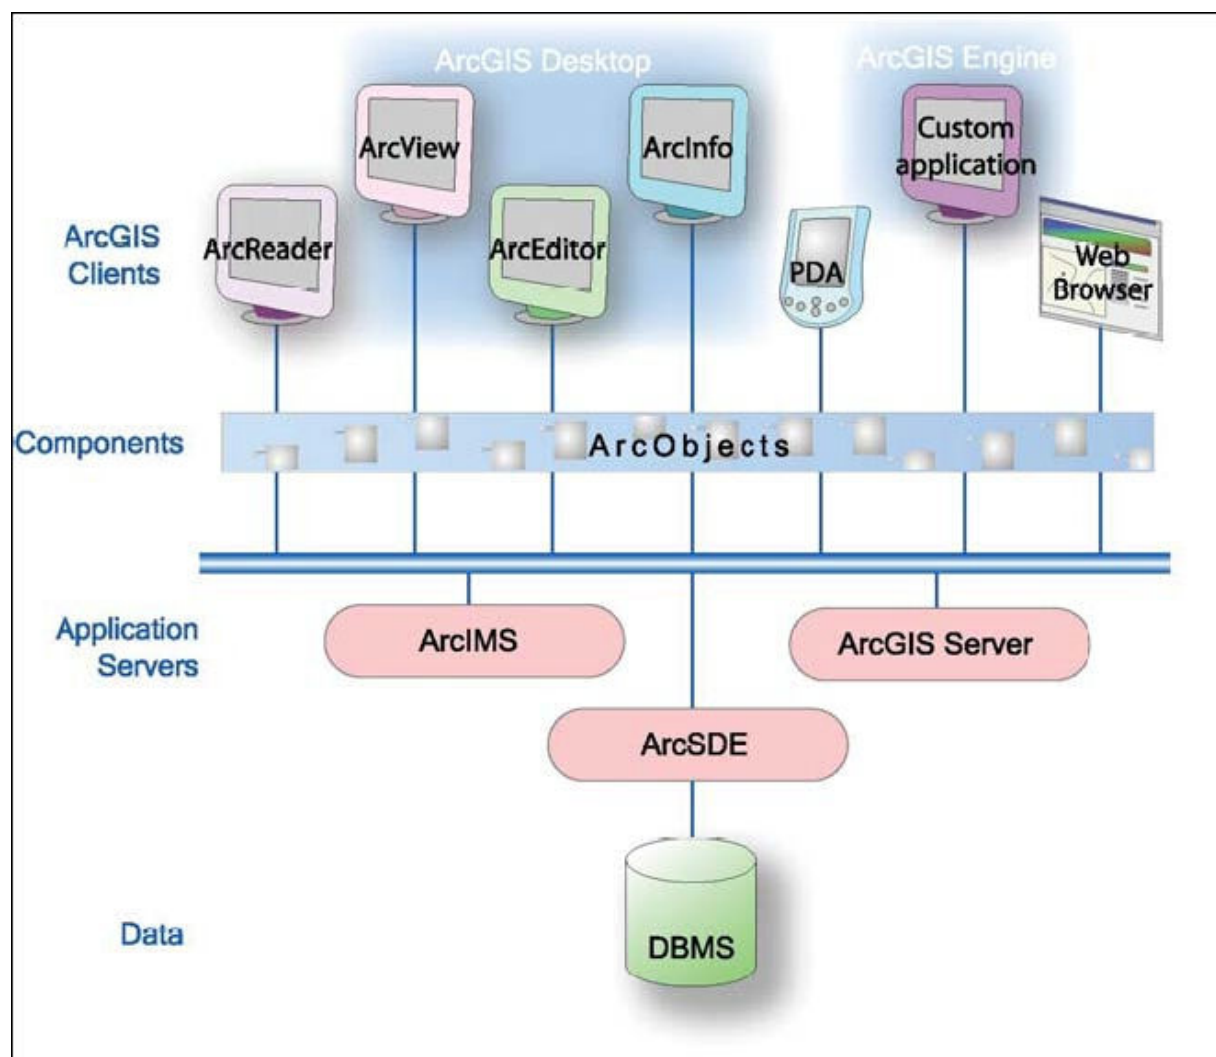 ArcGIS Desktop
ArcGIS Engine
ArcView
ArcInfo
Custom
application
ArcGIS
Clients
ArcReader
ArcEditor
PDA
Web
Browser
Components
ArcObjects
Application
Servers
ArcIMS
ArcGIS Server
ArcSDE
Data
DBMS